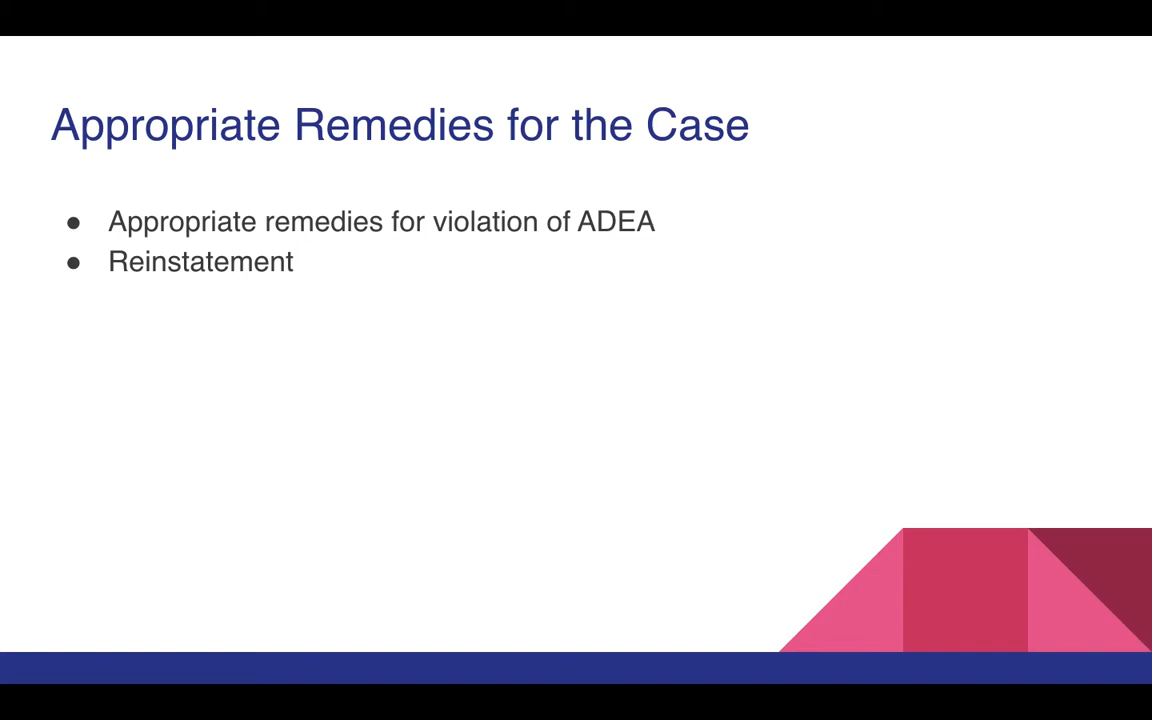 Appropriate Remedies for the Case
● Appropriate remedies for violation of ADEA
● Reinstatement